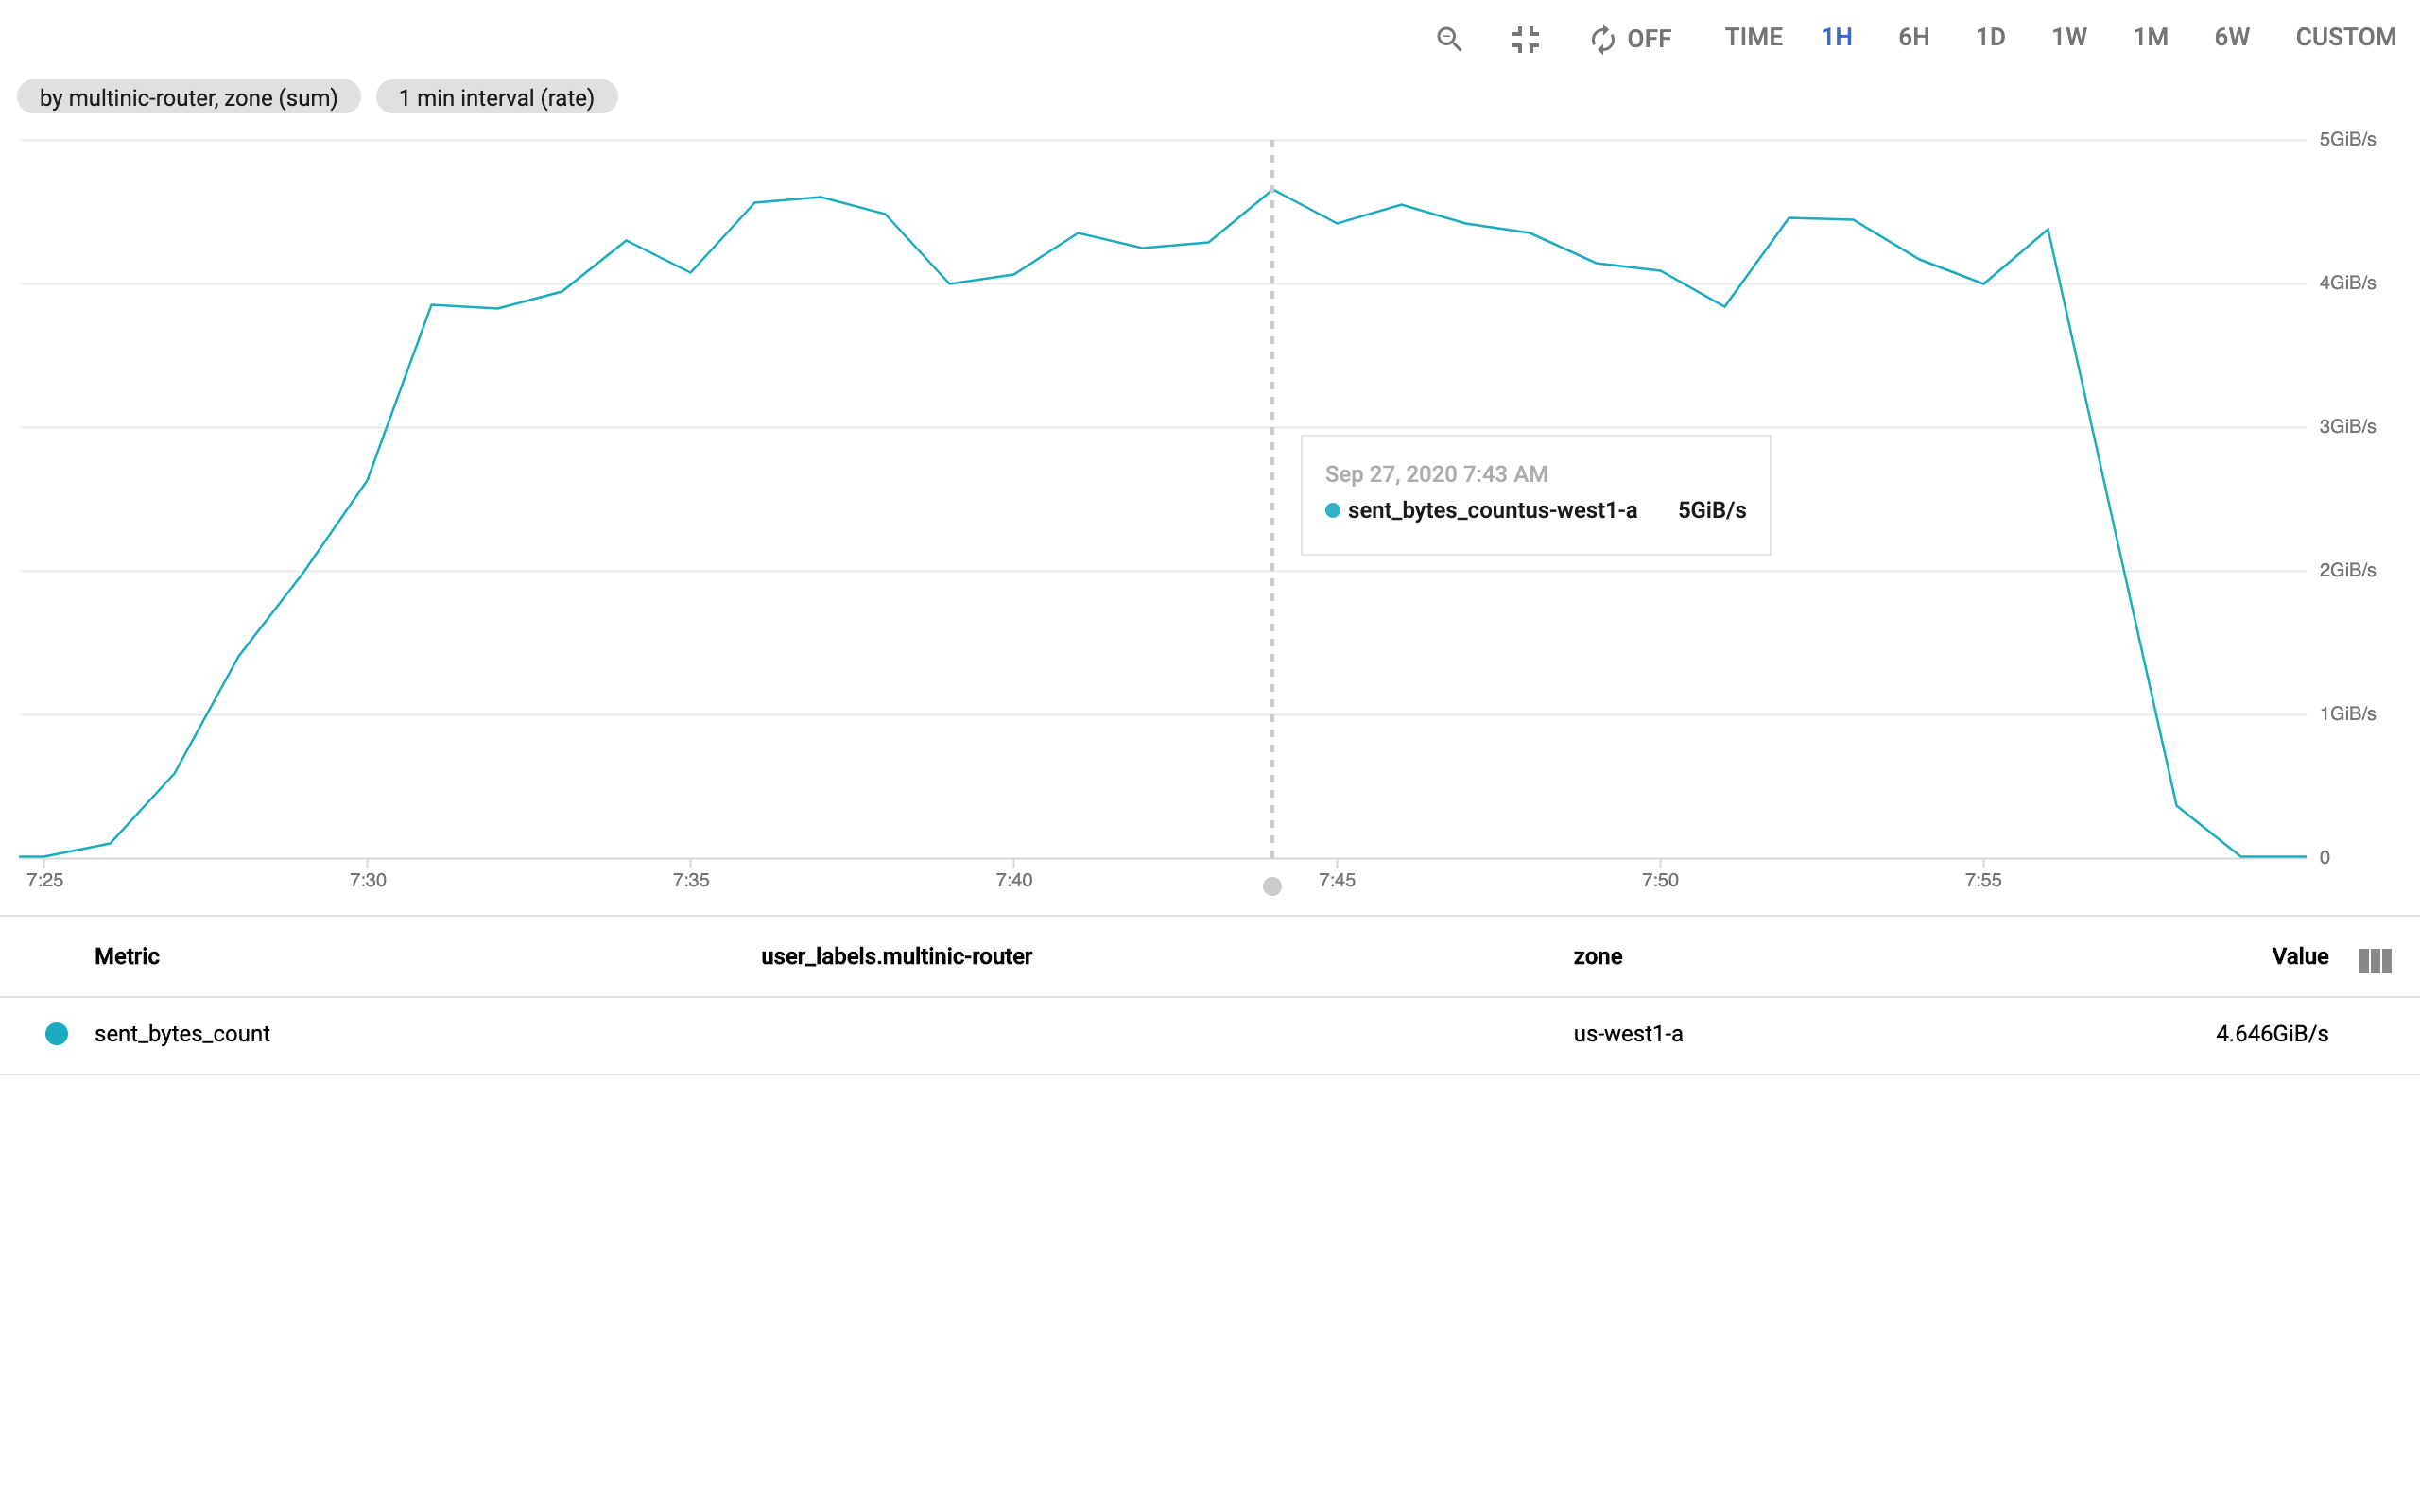 OFF TIME 1H 6H 1D 1W 1M 6W CUSTOM
by multinic-router, zone (sum) 1 min interval (rate)
5GiB/s
4GiB/s
3GiB/s
Sep 27, 2020 7:43 AM
sent_bytes_countus-west1-a 5GiB/s
2GiB/s
1GiB/s
0
7:25 7:30 7:35 7:40 7:45 7:50 7:55
Metric user_labels.multinic-router zone Value
sent_bytes_count us-west1-a 4.646GiB/s